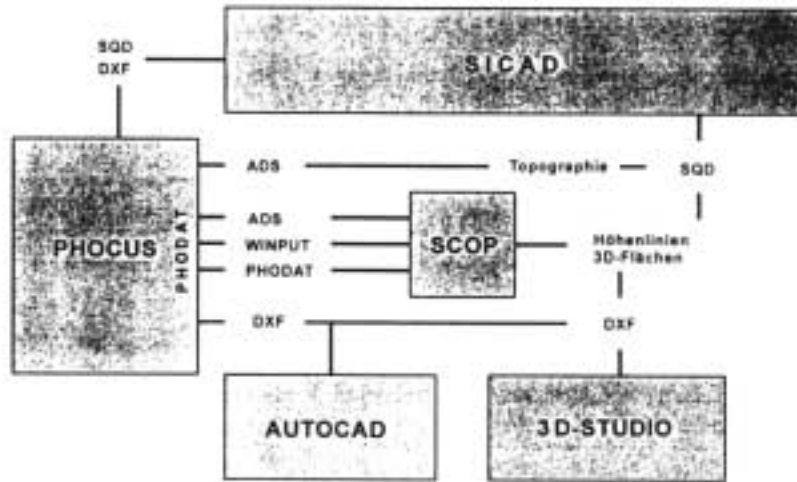 SQD
DXF
SICAD
ADS
Topographie
SQD
PHOCUS
PHODAT
ADS
WINPUT
PHODAT
SCOP
Höhenlinien
3D-Flächen
DXF
DXF
AUTOCAD
3D-STUDIO